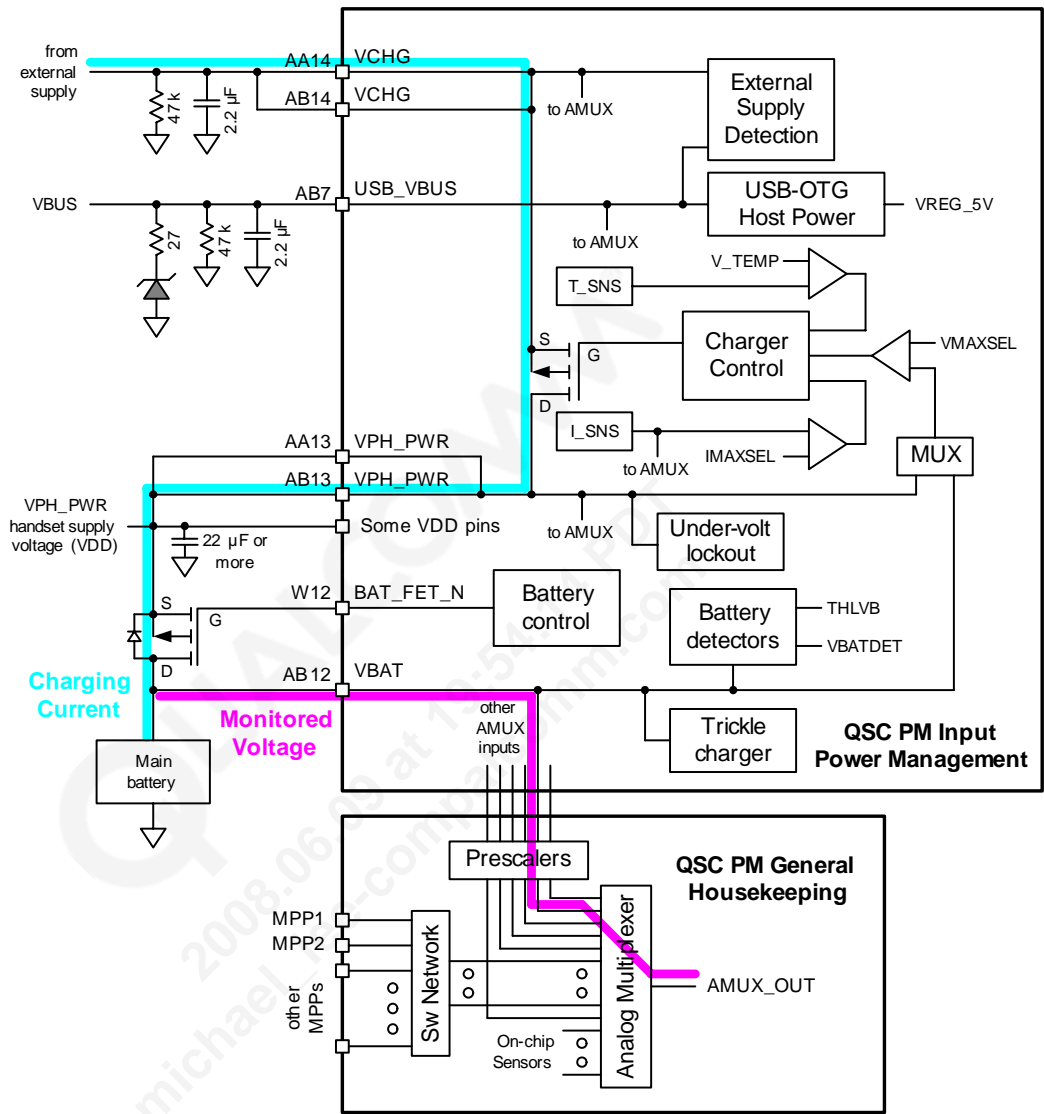 from
external
supply
AA14
VCHG
AB14
VCHG
47 k
2.2 µF
to AMUX
External
Supply
Detection
VBUS
AB7
USB_VBUS
27
47 k
2.2 µF
to AMUX
USB-OTG
Host Power
VREG_5V
V_TEMP
T_SNS
S
G
D
Charger
Control
VMAXSEL
I_SNS
to AMUX
IMAXSEL
MUX
AA13
VPH_PWR
AB13
VPH_PWR
VPH_PWR
handset supply
voltage (VDD)
Some VDD pins
22 µF or
more
to AMUX
Under-volt
lockout
W12
BAT_FET_N
S
G
D
Battery
control
Battery
detectors
THLVB
VBATDET
AB12
VBAT
Charging
Current
Monitored
Voltage
other
AMUX
inputs
Trickle
charger
QSC PM Input
Power Management
Main
battery
Prescalers
QSC PM General
Housekeeping
MPP1
MPP2
other
MPPs
Sw Network
On-chip
Sensors
Analog Multiplexer
AMUX_OUT
QUALCOMM